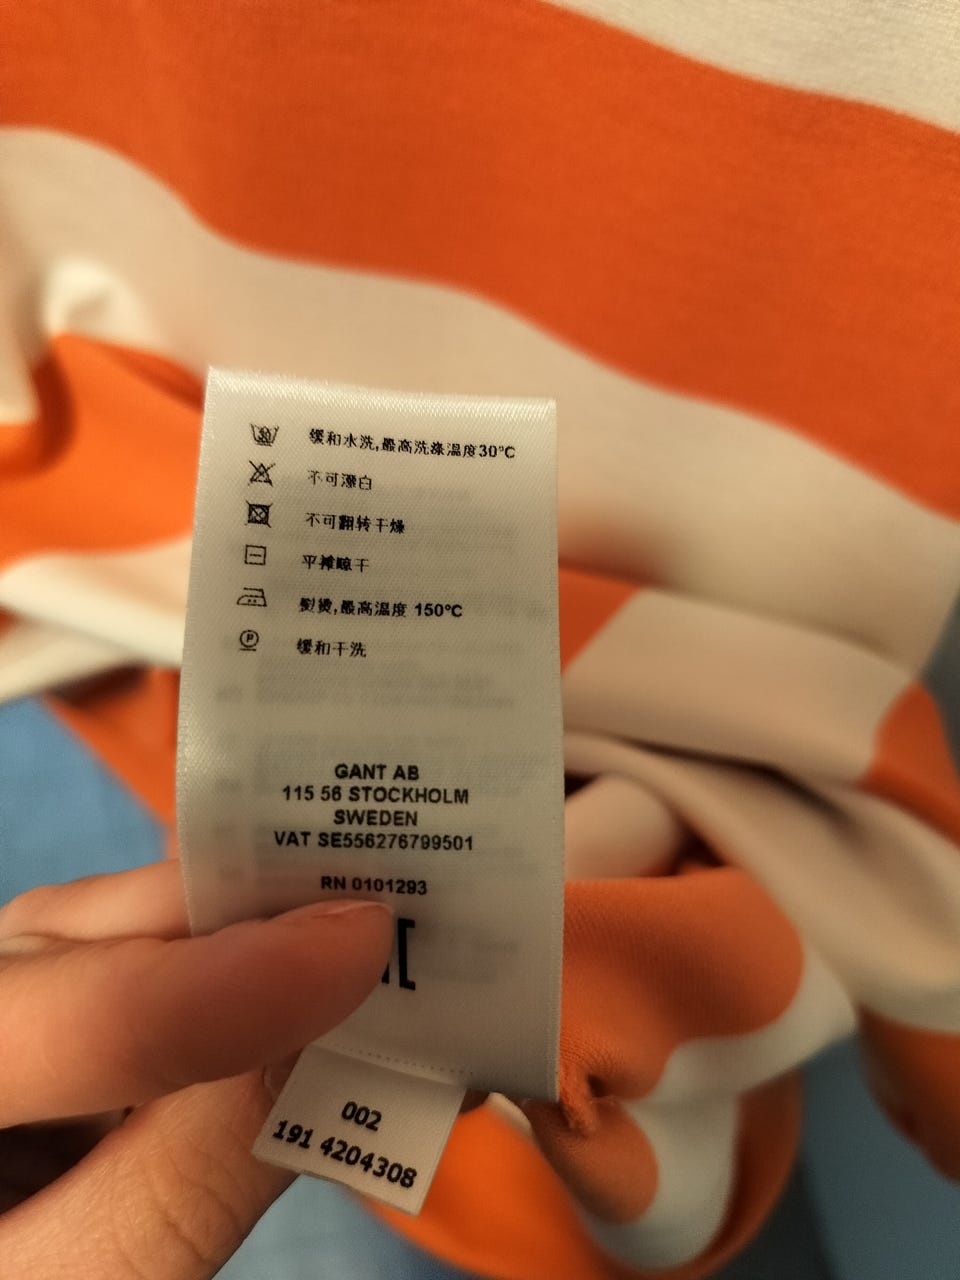 缓和水洗,最高洗涤温度30°C
不可漂白
不可翻转干燥
平摊晾干
熨烫,最高温度 150°C
P 缓和干洗
GANT AB
115 56 STOCKHOLM
SWEDEN
VAT SE556276799501
RN 0101293
002
191 4204308